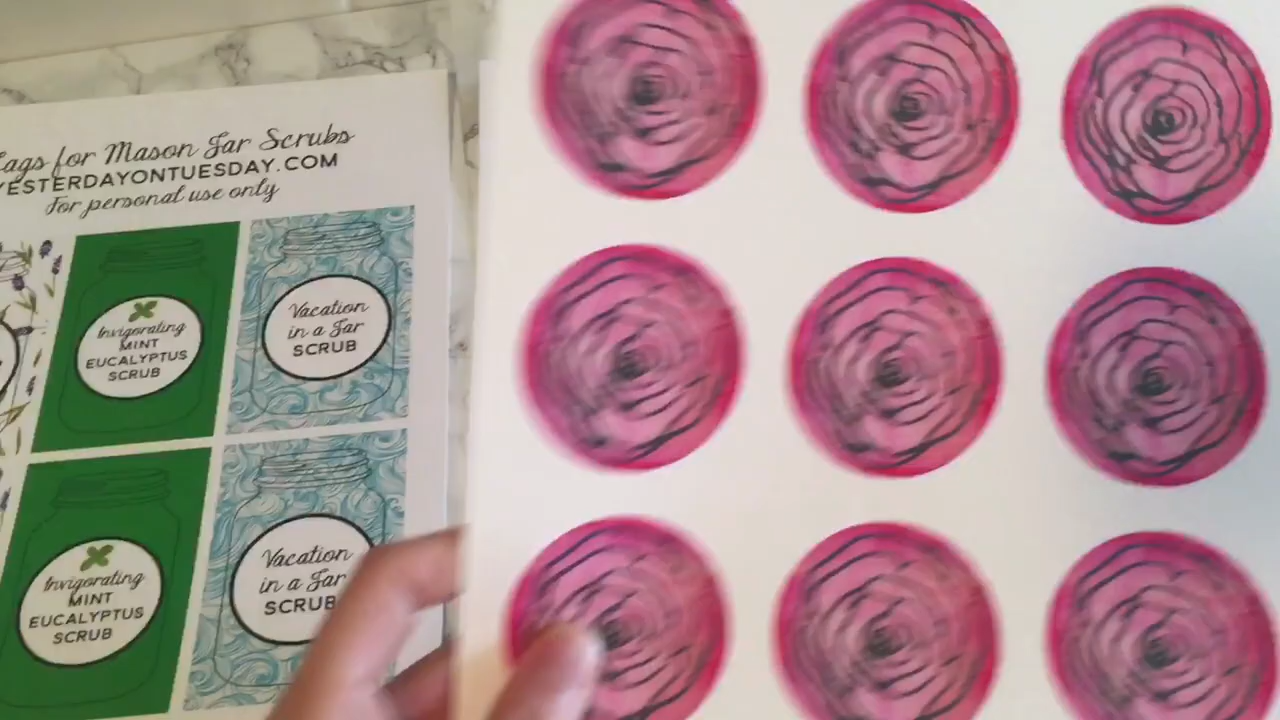 Tags for Mason Jar Scrubs
YESTERDAYONTUESDAY.COM
For personal use only
Invigorating
MINT
EUCALYPTUS
SCRUB
Vacation
in a Jar
SCRUB
Invigorating
MINT
EUCALYPTUS
SCRUB
Vacation
in a Jar
SCRUB